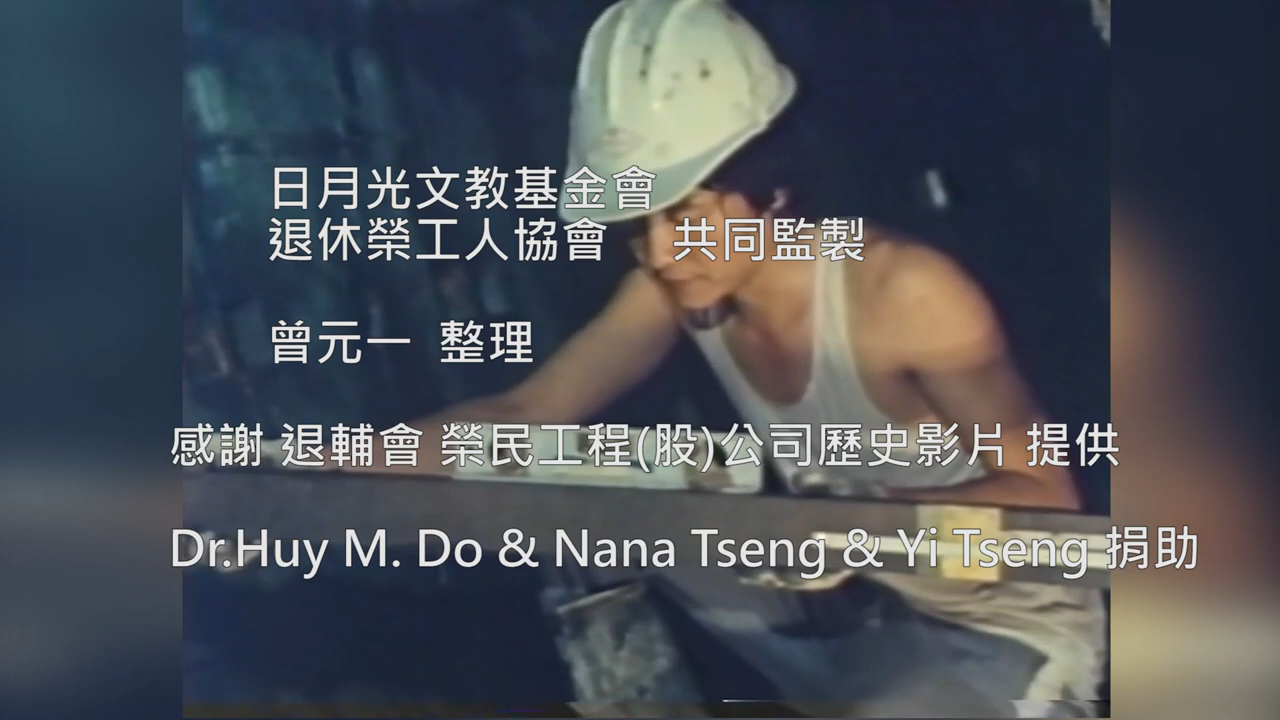 日月光文教基金會
退休榮工人協會 共同監製
曾元一 整理
感謝 退輔會 榮民工程(股)公司歷史影片 提供
Dr.Huy M. Do & Nana Tseng & Yi Tseng 捐助